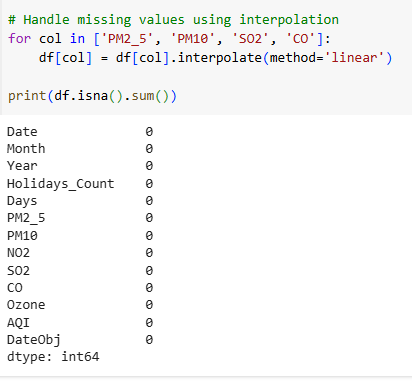 # Handle missing values using interpolation
for col in ['PM2_5', 'PM10', 'SO2', 'CO']:
    df[col] = df[col].interpolate(method='linear')

print(df.isna().sum())

Date 0
Month 0
Year 0
Holidays_Count 0
Days 0
PM2_5 0
PM10 0
NO2 0
SO2 0
CO 0
Ozone 0
AQI 0
DateObj 0
dtype: int64